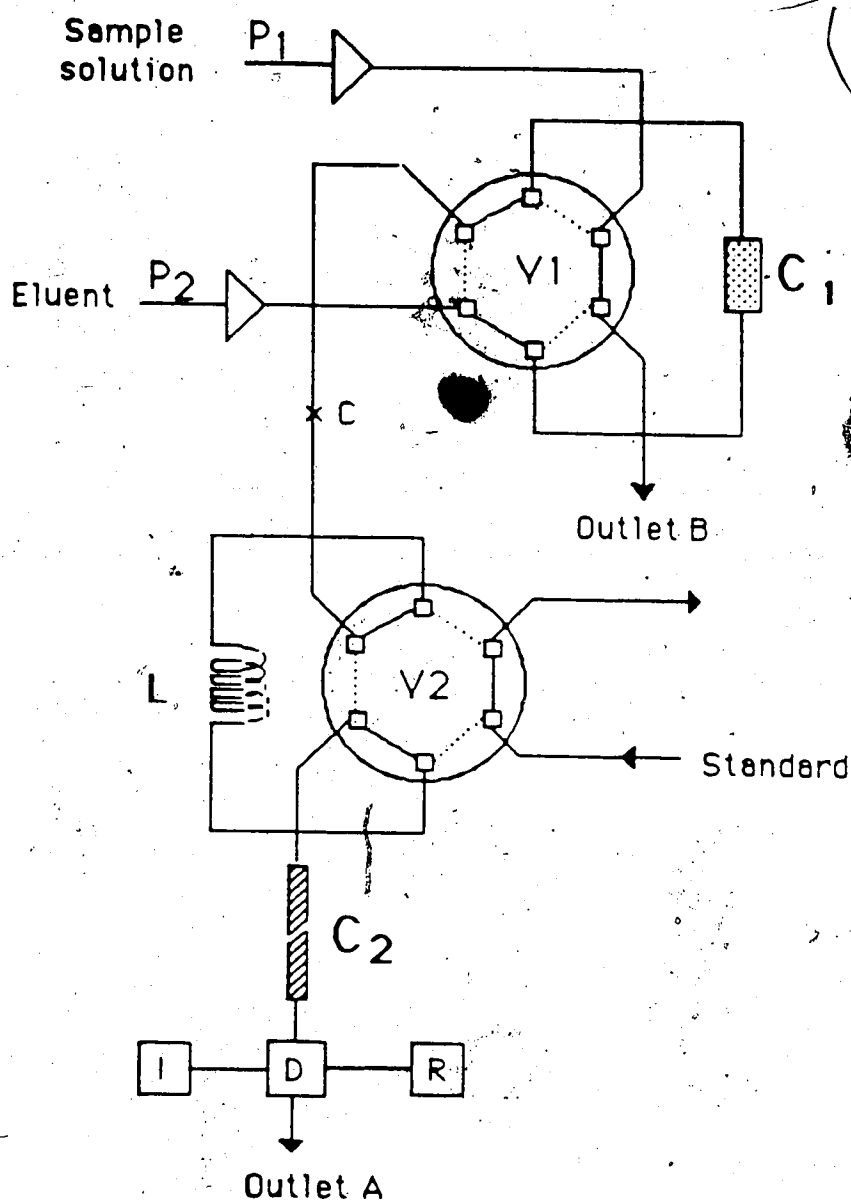 Sample
solution
P1
V1
C1
Eluent
P2
C
Outlet B
L
V2
Standard
C2
I
D
R
Outlet A